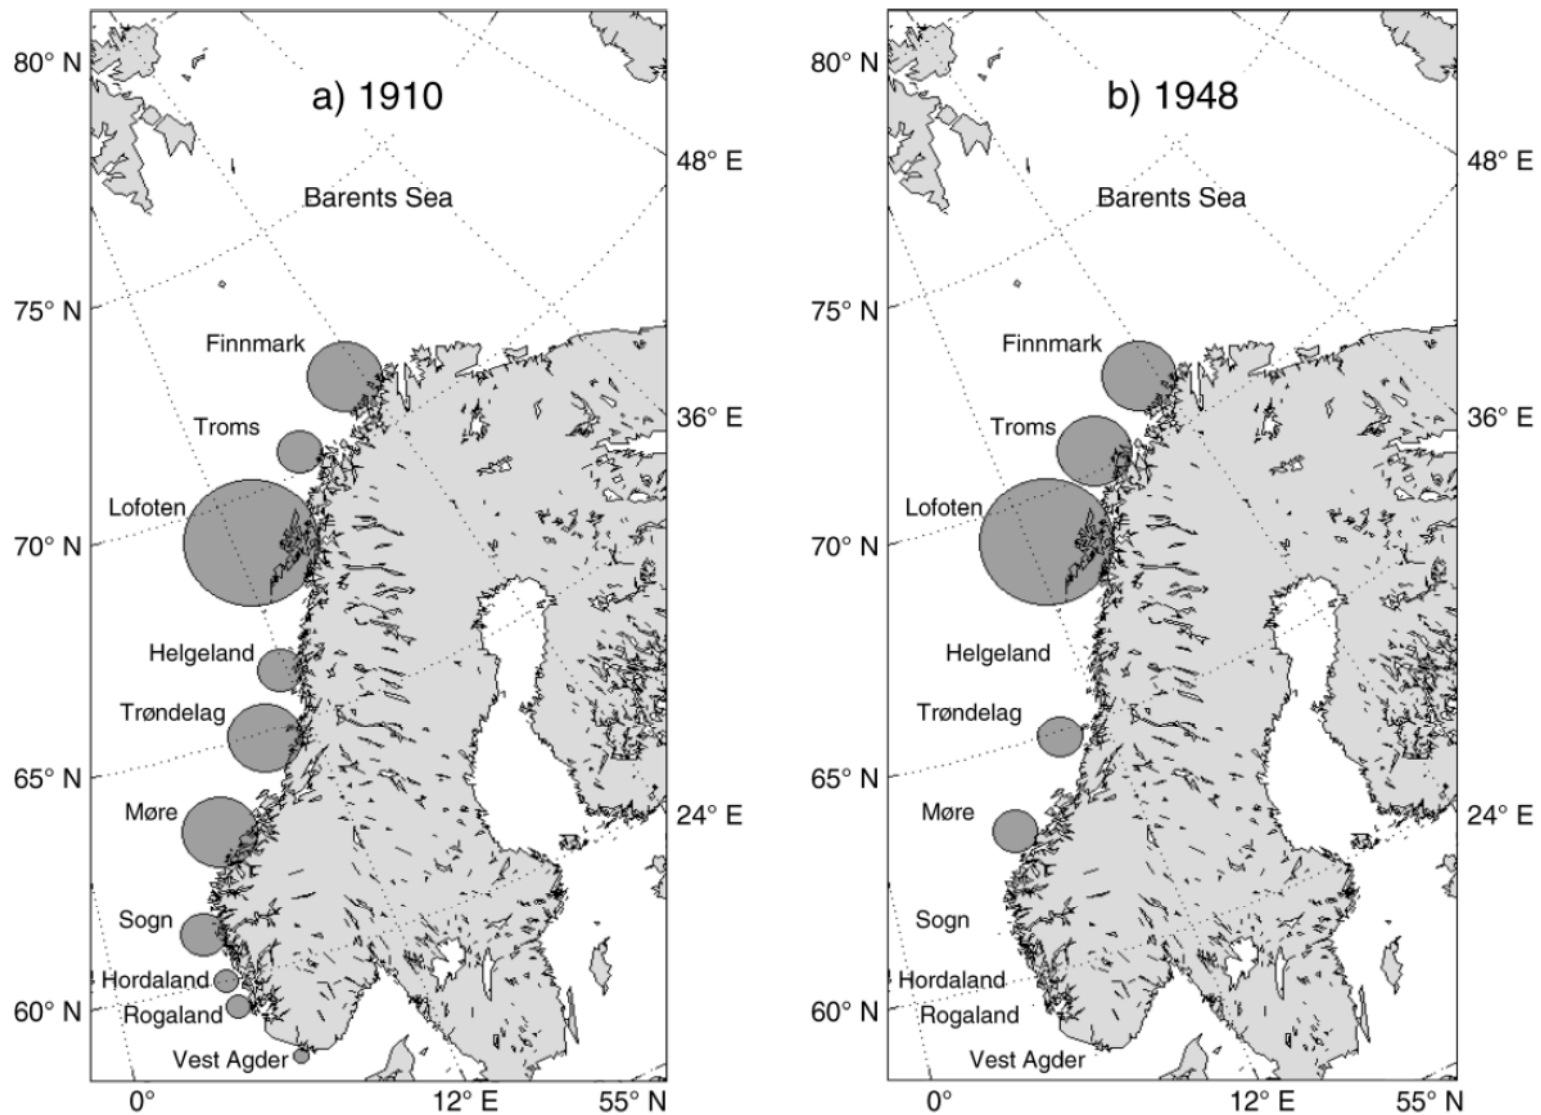 a) 1910
80° N
48° E
Barents Sea
75° N
Finnmark
36° E
Troms
Lofoten
70° N
Helgeland
Trøndelag
65° N
Møre
24° E
Sogn
Hordaland
60° N
Rogaland
Vest Agder
0°
12° E
55° N
b) 1948
80° N
48° E
Barents Sea
75° N
Finnmark
36° E
Troms
Lofoten
70° N
Helgeland
Trøndelag
65° N
Møre
24° E
Sogn
Hordaland
60° N
Rogaland
Vest Agder
0°
12° E
55° N